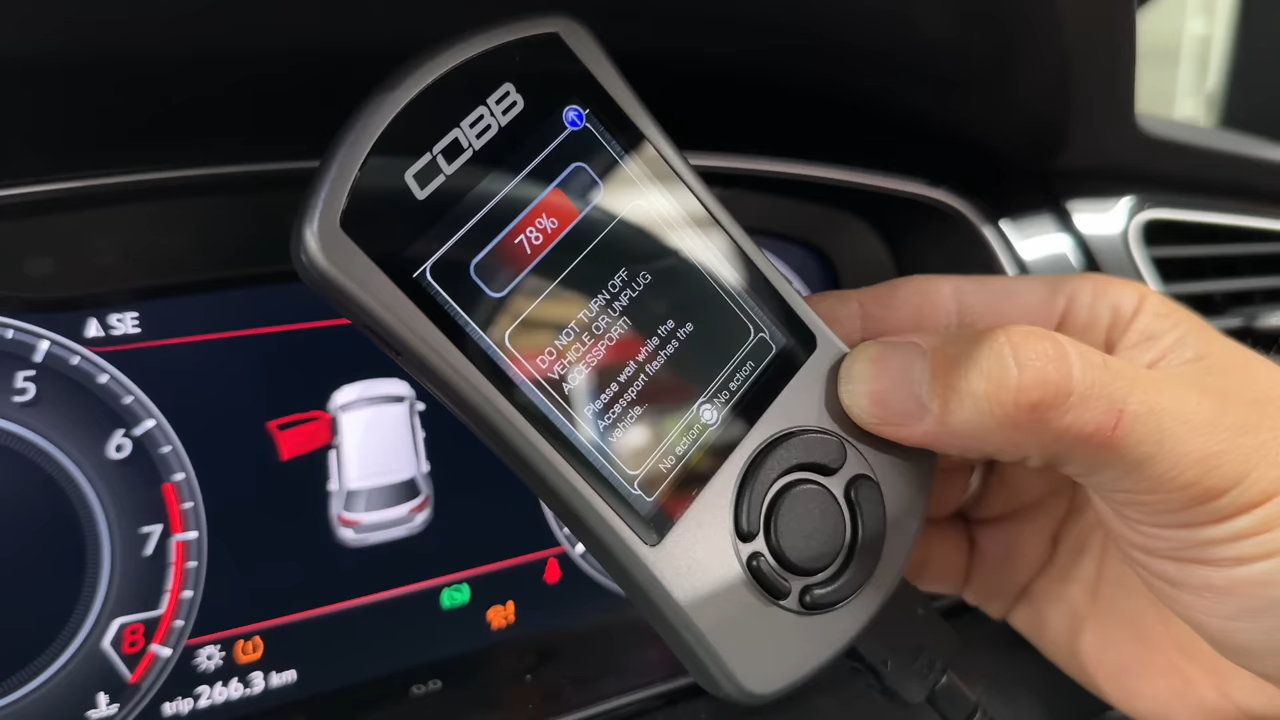 COBB
78%
DO NOT TURN OFF
VEHICLE OR UNPLUG
ACCESSPORT!
Please wait while the
Accessport flashes the
vehicle...
No action
No action
SE
5
6
7
8
trip 266.3 km